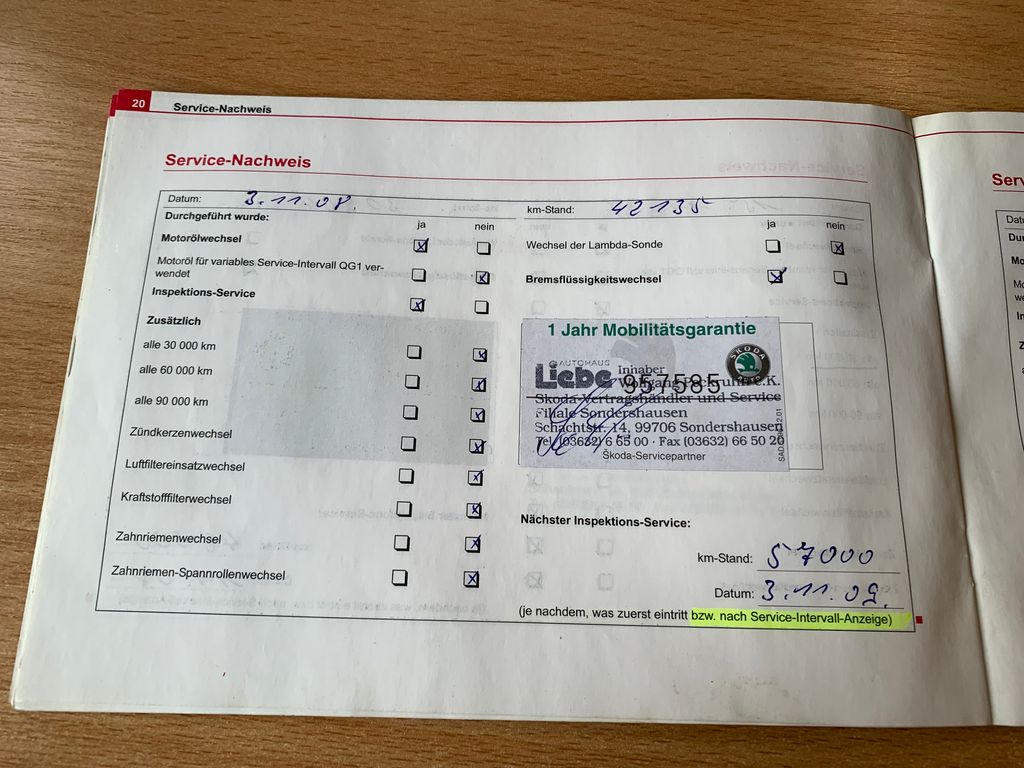 20 Service-Nachweis
Service-Nachweis
Datum: 3.11.08.
km-Stand: 42135
Durchgeführt wurde:
ja nein
ja nein
Motorölwechsel
Wechsel der Lambda-Sonde
Motoröl für variables Service-Intervall QG1 ver-
wendet
Bremsflüssigkeitswechsel
Inspektions-Service
Zusätzlich
alle 30 000 km
alle 60 000 km
alle 90 000 km
Zündkerzenwechsel
Luftfiltereinsatzwechsel
Kraftstofffilterwechsel
Zahnriemenwechsel
Zahnriemen-Spannrollenwechsel
1 Jahr Mobilitätsgarantie
SKODA
AUTOHAUS
Liebe Inhaber
957585
e.K.
Skoda-Vertragshändler und Service
Filiale Sondershausen
Schachtstr. 14, 99706 Sondershausen
Tel. (03632) 6 65 00 · Fax (03632) 66 50 20
Škoda-Servicepartner
Nächster Inspektions-Service:
km-Stand: 57000
Datum: 3.11.09.
(je nachdem, was zuerst eintritt bzw. nach Service-Intervall-Anzeige)